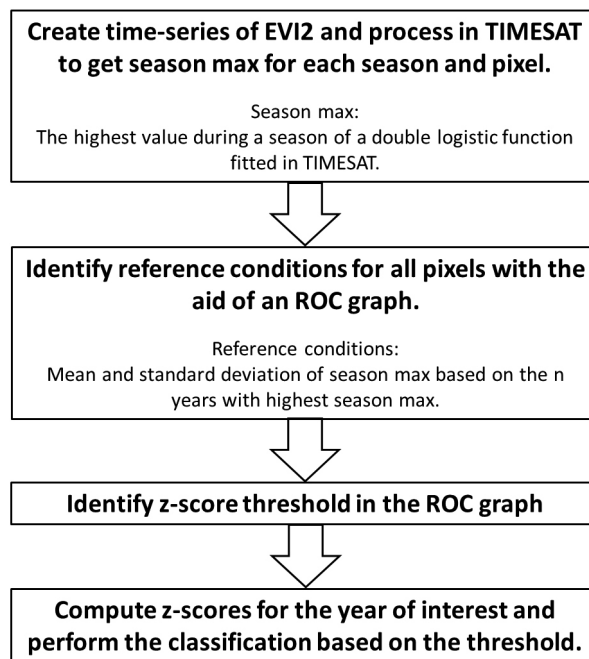 Create time-series of EVI2 and process in TIMESAT
to get season max for each season and pixel.
Season max:
The highest value during a season of a double logistic function
fitted in TIMESAT.
Identify reference conditions for all pixels with the
aid of an ROC graph.
Reference conditions:
Mean and standard deviation of season max based on the n
years with highest season max.
Identify z-score threshold in the ROC graph
Compute z-scores for the year of interest and
perform the classification based on the threshold.